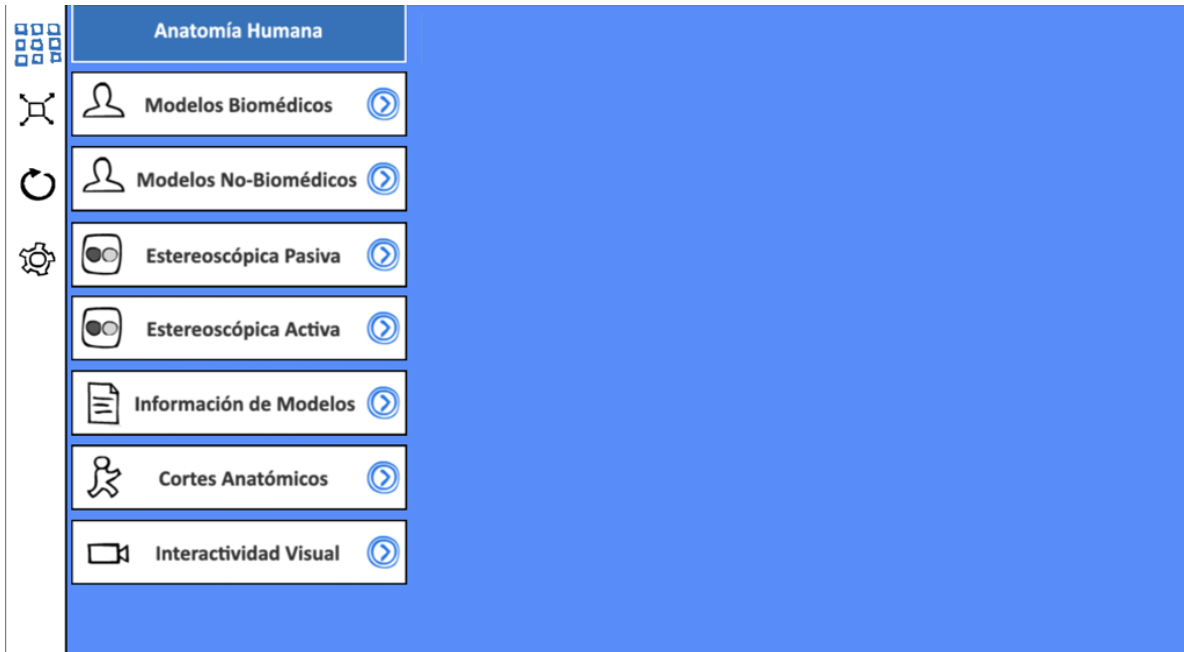 Anatomía Humana
Modelos Biomédicos
Modelos No-Biomédicos
Estereoscópica Pasiva
Estereoscópica Activa
Información de Modelos
Cortes Anatómicos
Interactividad Visual